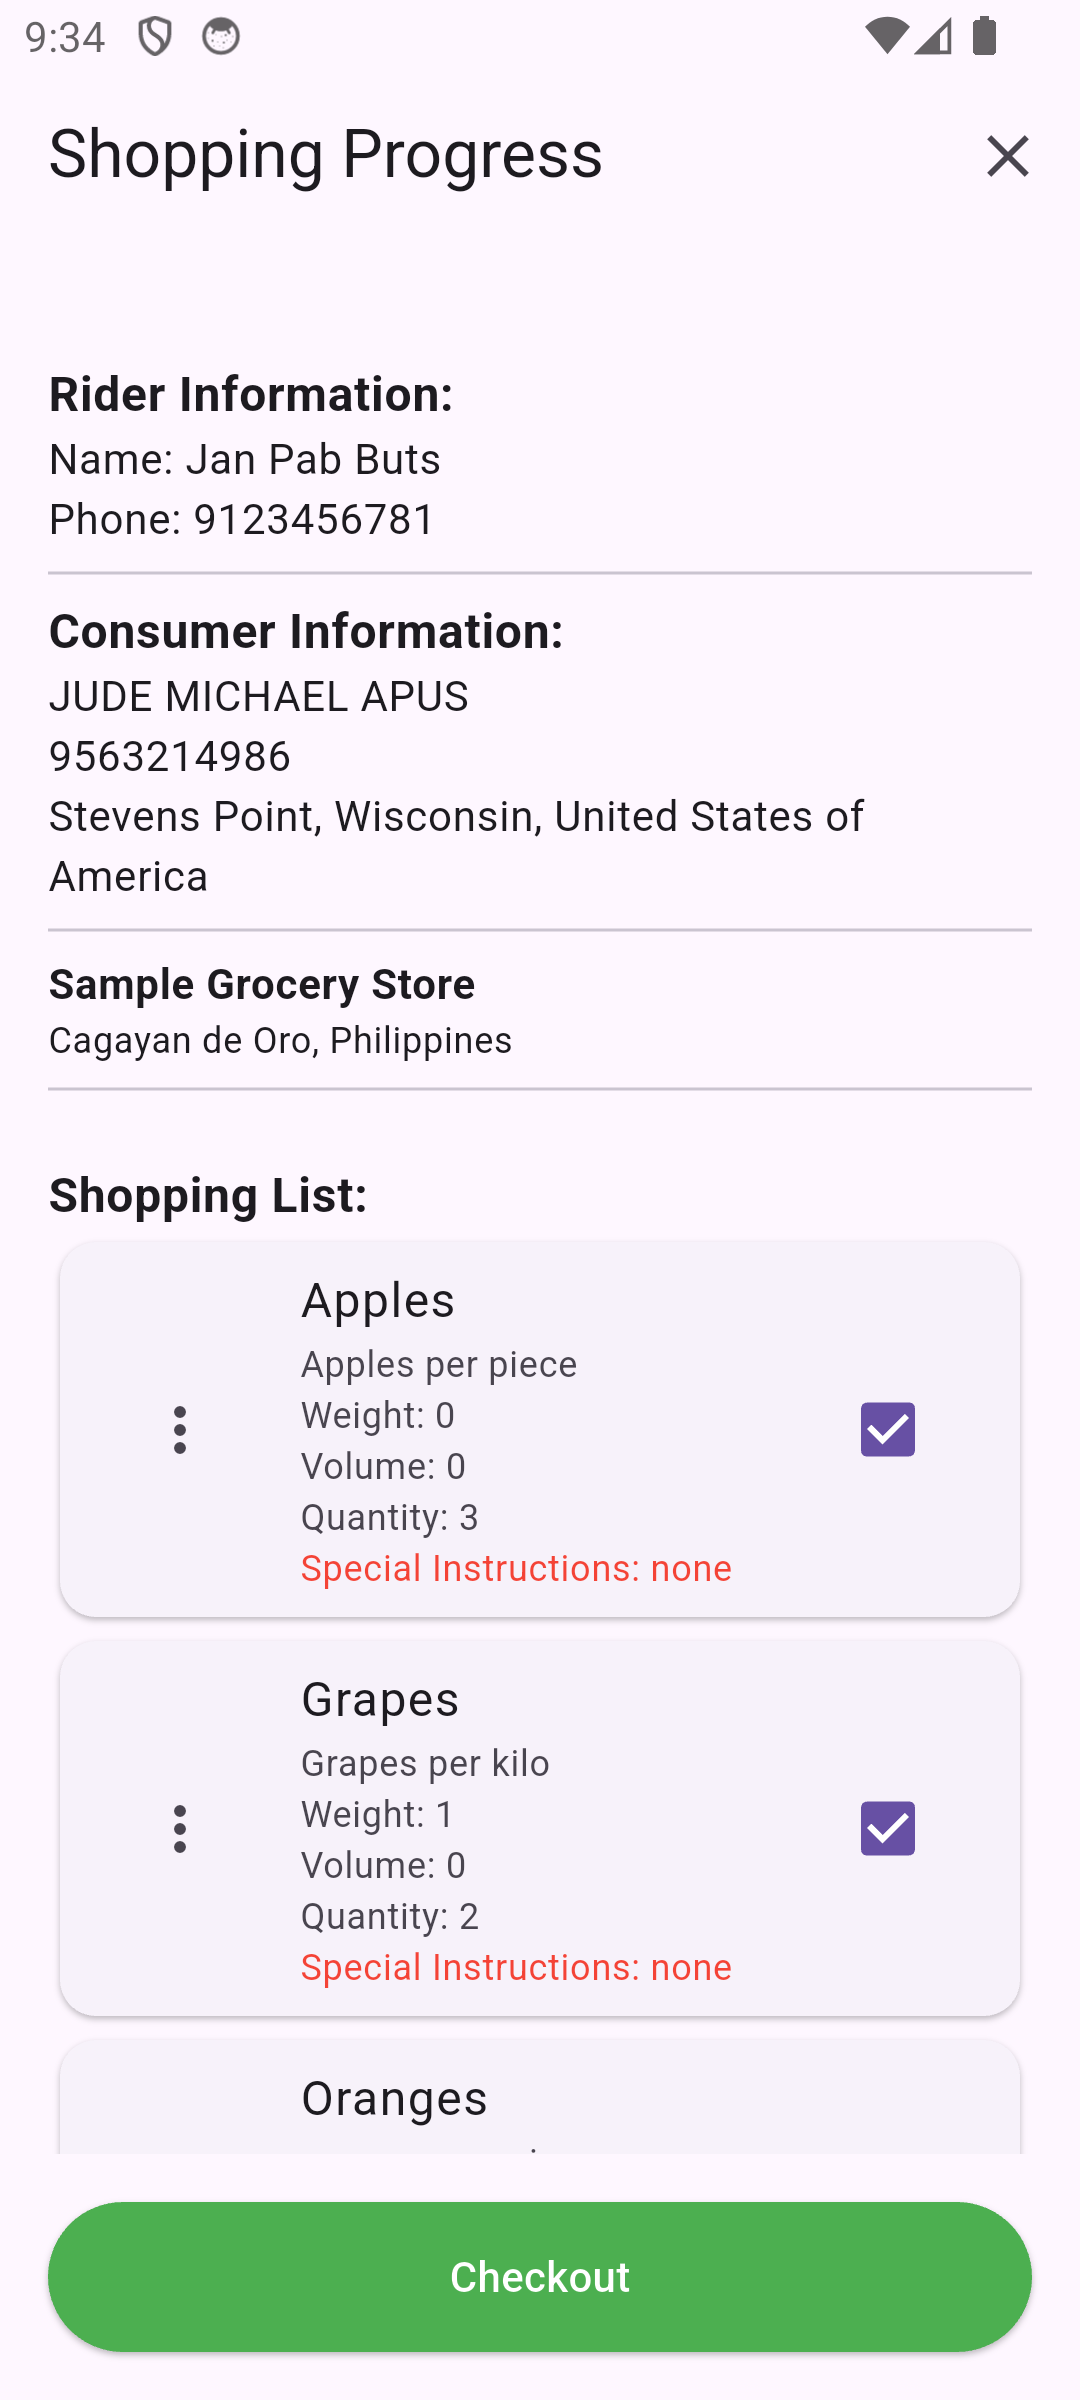 9:34
Shopping Progress
Rider Information:
Name: Jan Pab Buts
Phone: 9123456781
Consumer Information:
JUDE MICHAEL APUS
9563214986
Stevens Point, Wisconsin, United States of
America
Sample Grocery Store
Cagayan de Oro, Philippines
Shopping List:
Apples
Apples per piece
Weight: 0
Volume: 0
Quantity: 3
Special Instructions: none
Grapes
Grapes per kilo
Weight: 1
Volume: 0
Quantity: 2
Special Instructions: none
Oranges
Checkout